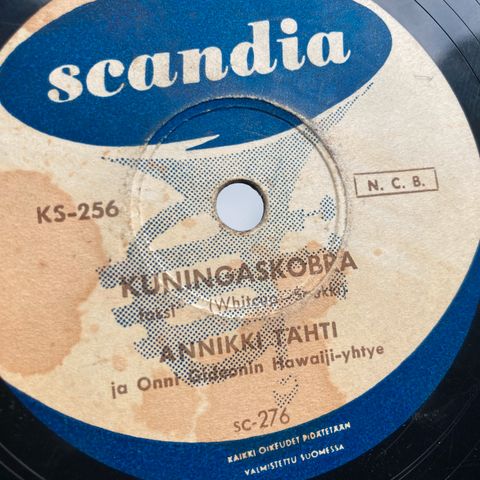 scandia
KS-256
N. C. B.
KUNINGASKOBRA
ANNIKKI TÄHTI
ja Onni Gideonin Hawaiji-yhtye
SC-276
KAIKKI OIKEUDET PIDÄTETÄÄN
VALMISTETTU SUOMESSA